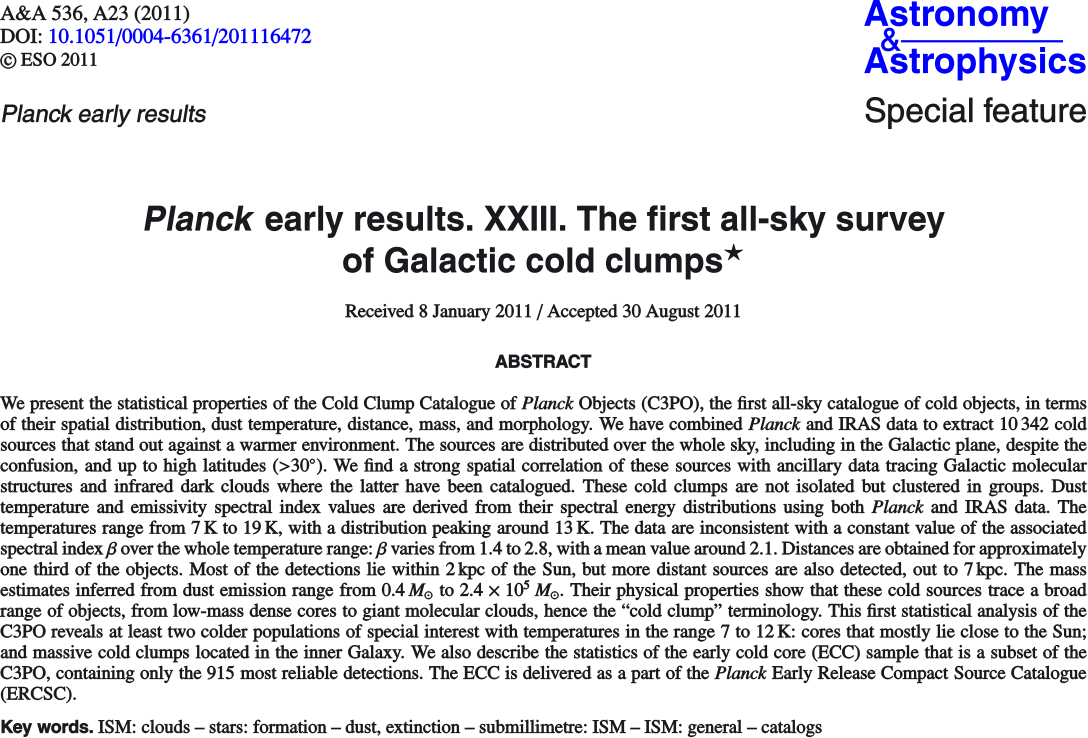 A&A 536, A23 (2011)
DOI: 10.1051/0004-6361/201116472
© ESO 2011
Astronomy
&
Astrophysics
Planck early results
Special feature
Planck early results. XXIII. The first all-sky survey
of Galactic cold clumps★
Received 8 January 2011 / Accepted 30 August 2011
ABSTRACT
We present the statistical properties of the Cold Clump Catalogue of Planck Objects (C3PO), the first all-sky catalogue of cold objects, in terms
of their spatial distribution, dust temperature, distance, mass, and morphology. We have combined Planck and IRAS data to extract 10 342 cold
sources that stand out against a warmer environment. The sources are distributed over the whole sky, including in the Galactic plane, despite the
confusion, and up to high latitudes (>30°). We find a strong spatial correlation of these sources with ancillary data tracing Galactic molecular
structures and infrared dark clouds where the latter have been catalogued. These cold clumps are not isolated but clustered in groups. Dust
temperature and emissivity spectral index values are derived from their spectral energy distributions using both Planck and IRAS data. The
temperatures range from 7 K to 19 K, with a distribution peaking around 13 K. The data are inconsistent with a constant value of the associated
spectral index β over the whole temperature range: β varies from 1.4 to 2.8, with a mean value around 2.1. Distances are obtained for approximately
one third of the objects. Most of the detections lie within 2 kpc of the Sun, but more distant sources are also detected, out to 7 kpc. The mass
estimates inferred from dust emission range from 0.4 M⊙ to 2.4 × 10⁵ M⊙. Their physical properties show that these cold sources trace a broad
range of objects, from low-mass dense cores to giant molecular clouds, hence the “cold clump” terminology. This first statistical analysis of the
C3PO reveals at least two colder populations of special interest with temperatures in the range 7 to 12 K: cores that mostly lie close to the Sun;
and massive cold clumps located in the inner Galaxy. We also describe the statistics of the early cold core (ECC) sample that is a subset of the
C3PO, containing only the 915 most reliable detections. The ECC is delivered as a part of the Planck Early Release Compact Source Catalogue
(ERCSC).
Key words. ISM: clouds – stars: formation – dust, extinction – submillimetre: ISM – ISM: general – catalogs